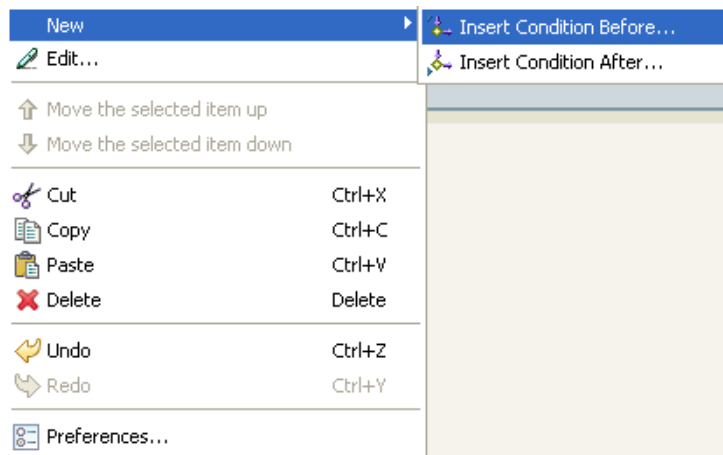 New
Insert Condition Before...
Edit...
Insert Condition After...
Move the selected item up
Move the selected item down
Cut Ctrl+X
Copy Ctrl+C
Paste Ctrl+V
Delete Delete
Undo Ctrl+Z
Redo Ctrl+Y
Preferences...